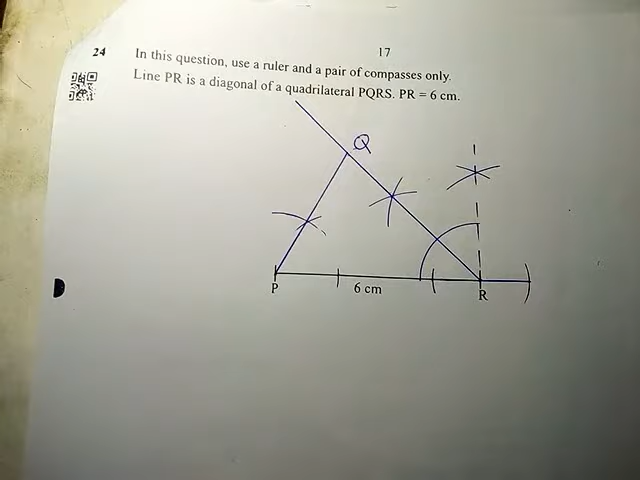 17
24 In this question, use a ruler and a pair of compasses only.
Line PR is a diagonal of a quadrilateral PQRS. PR = 6 cm.
Q
P 6 cm R